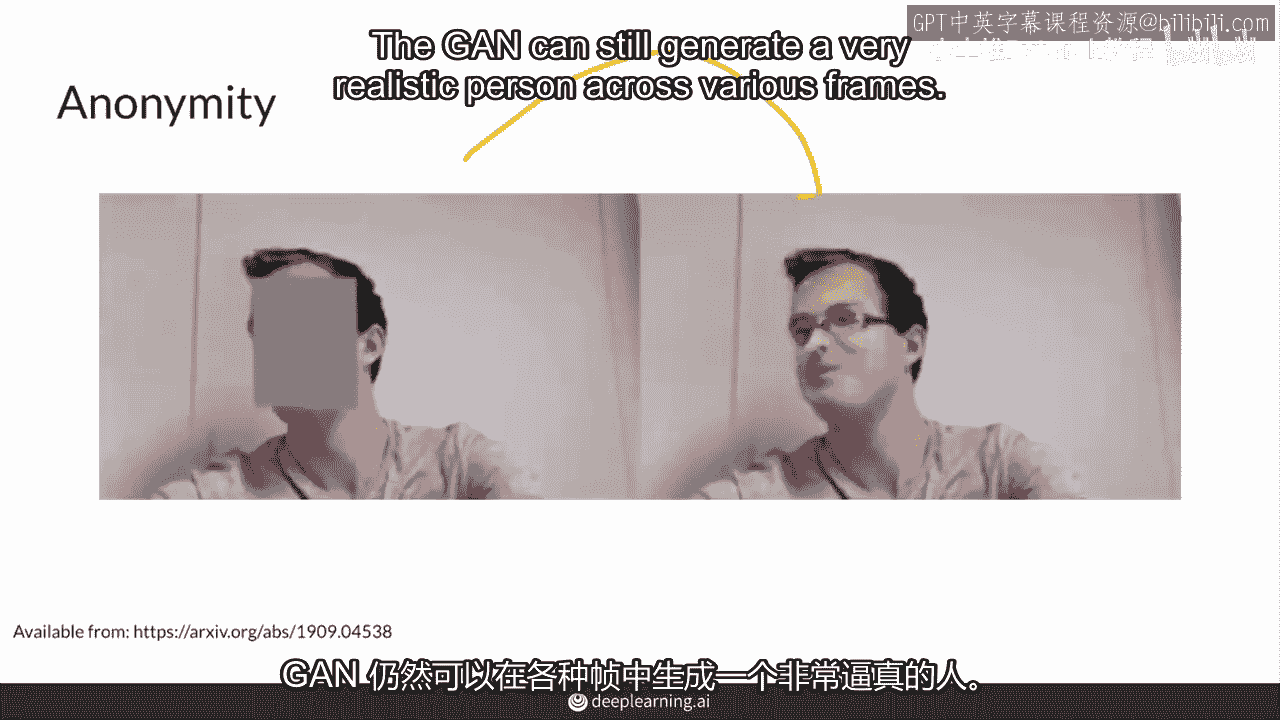 GPT中英字幕课程资源@bilibili.com
The GAN can still generate a very
realistic person across various frames.
Anonymity
Available from: https://arxiv.org/abs/1909.04538
GAN 仍然可以在各种帧中生成一个非常逼真的人。
deeplearning.ai